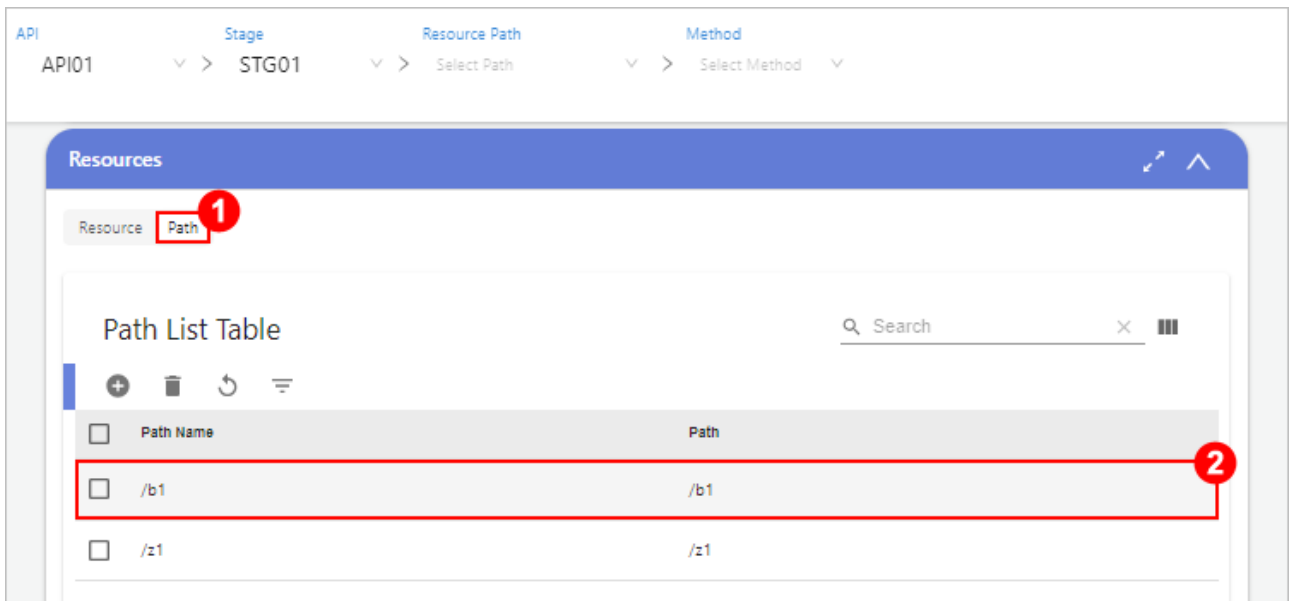 API Stage Resource Path Method
API01 > STG01 > Select Path > Select Method
Resources
1
Resource Path
Path List Table Search
Path Name Path
2
/b1 /b1
/z1 /z1